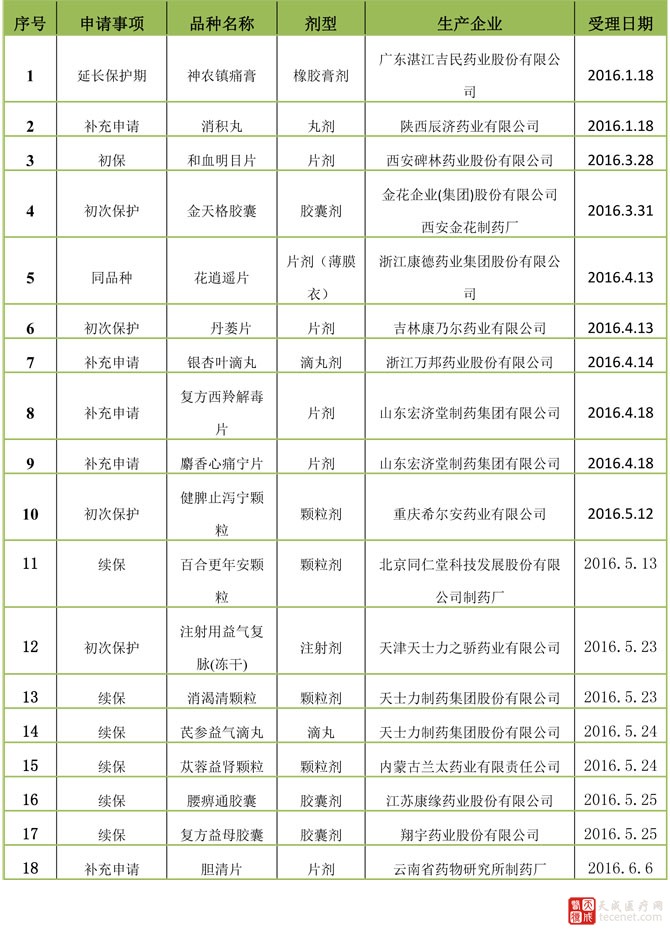 序号 申请事项 品种名称 剂型 生产企业 受理日期
1 延长保护期 神农镇痛膏 橡胶膏剂 广东湛江吉民药业股份有限公
司 2016.1.18
2 补充申请 消积丸 丸剂 陕西辰济药业有限公司 2016.1.18
3 初保 和血明目片 片剂 西安碑林药业股份有限公司 2016.3.28
4 初次保护 金天格胶囊 胶囊剂 金花企业(集团)股份有限公司
西安金花制药厂 2016.3.31
5 同品种 花逍遥片 片剂（薄膜
衣） 浙江康德药业集团股份有限公
司 2016.4.13
6 初次保护 丹蒌片 片剂 吉林康乃尔药业有限公司 2016.4.13
7 补充申请 银杏叶滴丸 滴丸剂 浙江万邦药业股份有限公司 2016.4.14
8 补充申请 复方西羚解毒
片 片剂 山东宏济堂制药集团有限公司 2016.4.18
9 补充申请 麝香心痛宁片 片剂 山东宏济堂制药集团有限公司 2016.4.18
10 初次保护 健脾止泻宁颗
粒 颗粒剂 重庆希尔安药业有限公司 2016.5.12
11 续保 百合更年安颗
粒 颗粒剂 北京同仁堂科技发展股份有限
公司制药厂 2016.5.13
12 初次保护 注射用益气复
脉(冻干) 注射剂 天津天士力之骄药业有限公司 2016.5.23
13 续保 消渴清颗粒 颗粒剂 天士力制药集团股份有限公司 2016.5.23
14 续保 芪参益气滴丸 滴丸 天士力制药集团股份有限公司 2016.5.24
15 续保 苁蓉益肾颗粒 颗粒剂 内蒙古兰太药业有限责任公司 2016.5.24
16 续保 腰痹通胶囊 胶囊剂 江苏康缘药业股份有限公司 2016.5.25
17 续保 复方益母胶囊 胶囊剂 翔宇药业股份有限公司 2016.5.25
18 补充申请 胆清片 片剂 云南省药物研究所制药厂 2016.6.6
天成医疗网
tecenet.com